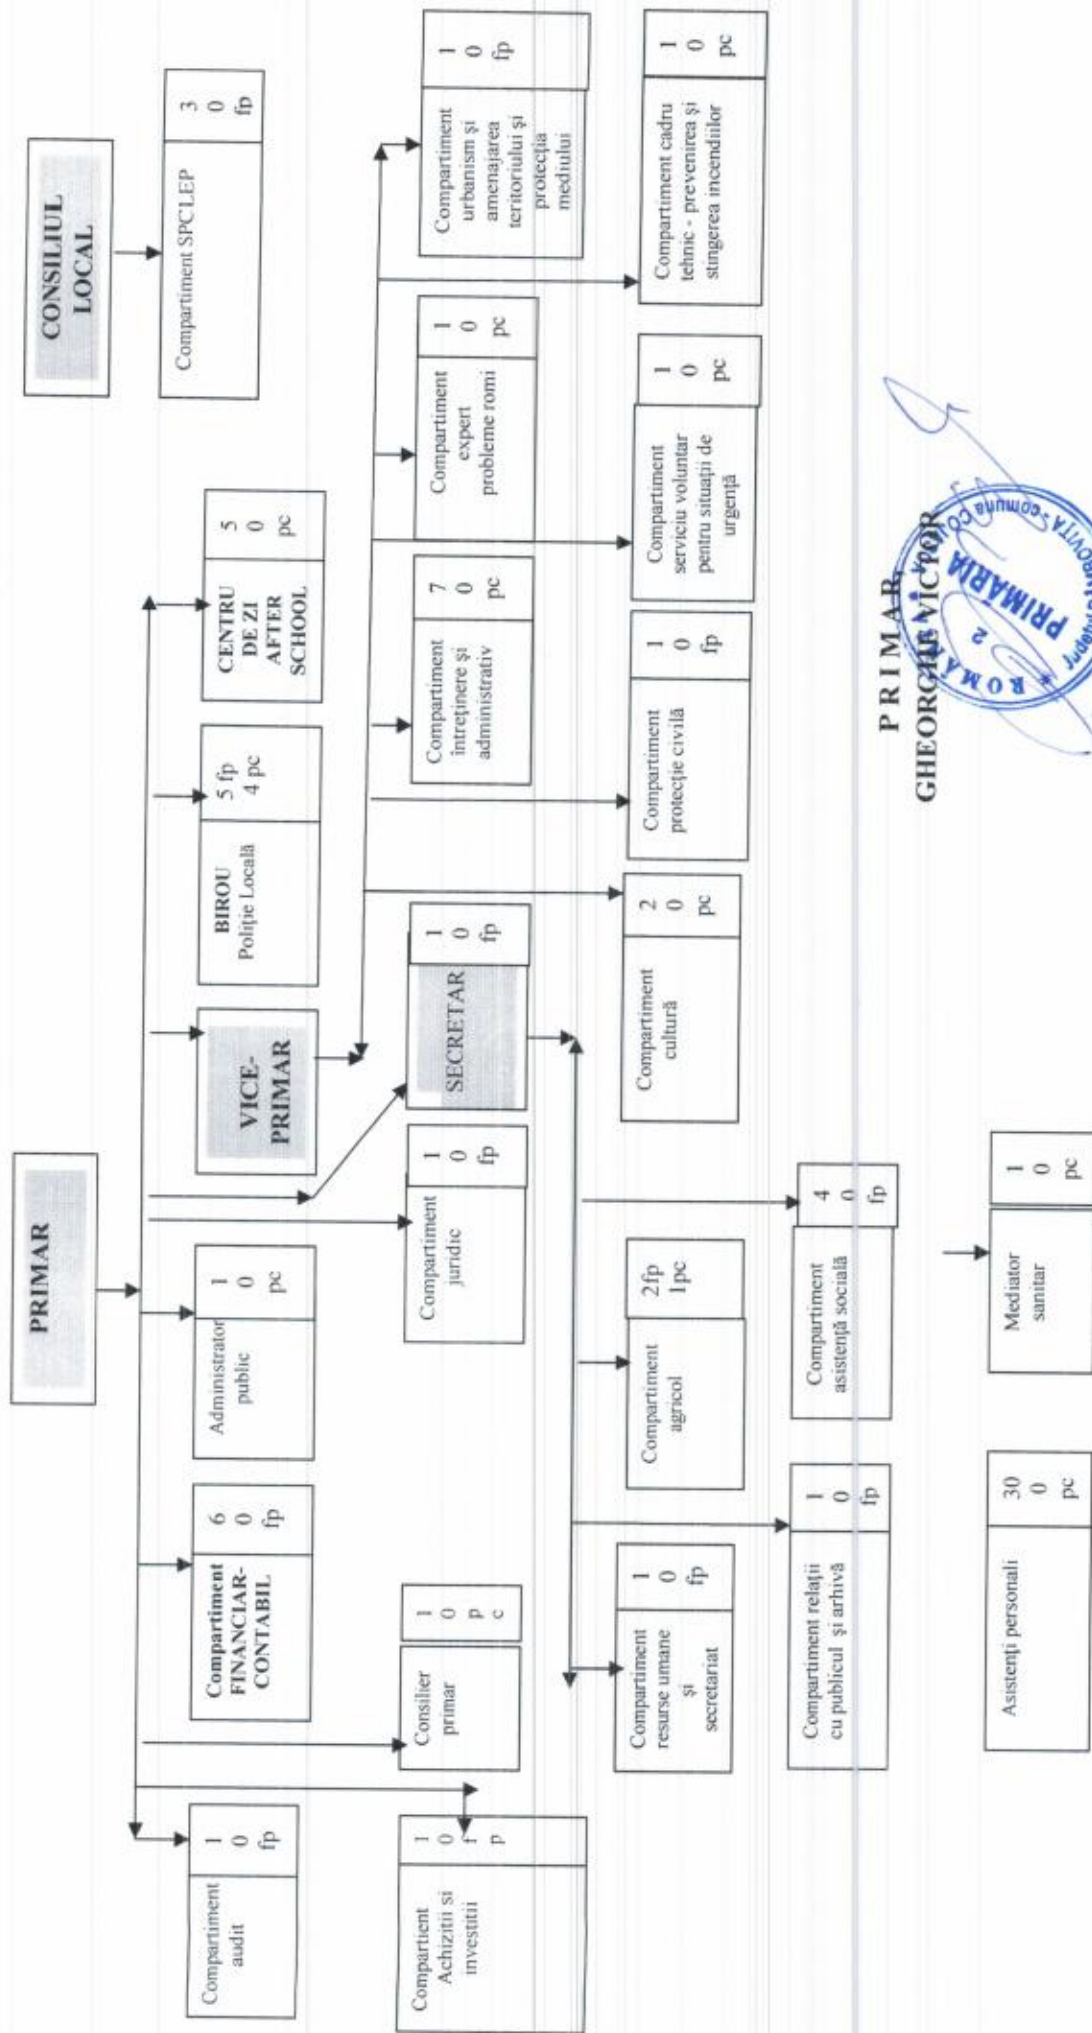 PRIMAR
CONSILIUL
LOCAL
Compartiment SPCLEP
3
0
fp
Compartiment
audit
1
0
fp
Compartiment
FINANCIAR-
CONTABIL
6
0
fp
Administrator
public
1
0
pc
VICE-
PRIMAR
BIROU
Poliție Locală
5 fp
4 pc
CENTRU
DE ZI
AFTER
SCHOOL
5
0
pc
Compartient
Achizitii si
investitii
1
0
f
p
Consilier
primar
1
0
p
c
Compartiment
juridic
1
0
fp
SECRETAR
1
0
fp
Compartiment
întreținere și
administrativ
7
0
pc
Compartiment
expert
probleme romi
1
0
pc
Compartiment
urbanism și
amenajarea
teritoriului și
protecția
mediului
1
0
fp
Compartiment
resurse umane
și
secretariat
1
0
fp
Compartiment
agricol
2fp
1pc
Compartiment
cultură
2
0
pc
Compartiment
protecție civilă
1
0
fp
Compartiment
serviciu voluntar
pentru situații de
urgență
1
0
pc
Compartiment cadru
tehnic - prevenirea și
stingerea incendiilor
1
0
pc
Compartiment relații
cu publicul și arhivă
1
0
fp
Compartiment
asistență socială
4
0
fp
Asistenți personali
30
0
pc
Mediator
sanitar
1
0
pc
PRIMAR,
GHEORGHE VICTOR
ROMÂNIA
comuna
PRIMĂRIA
2